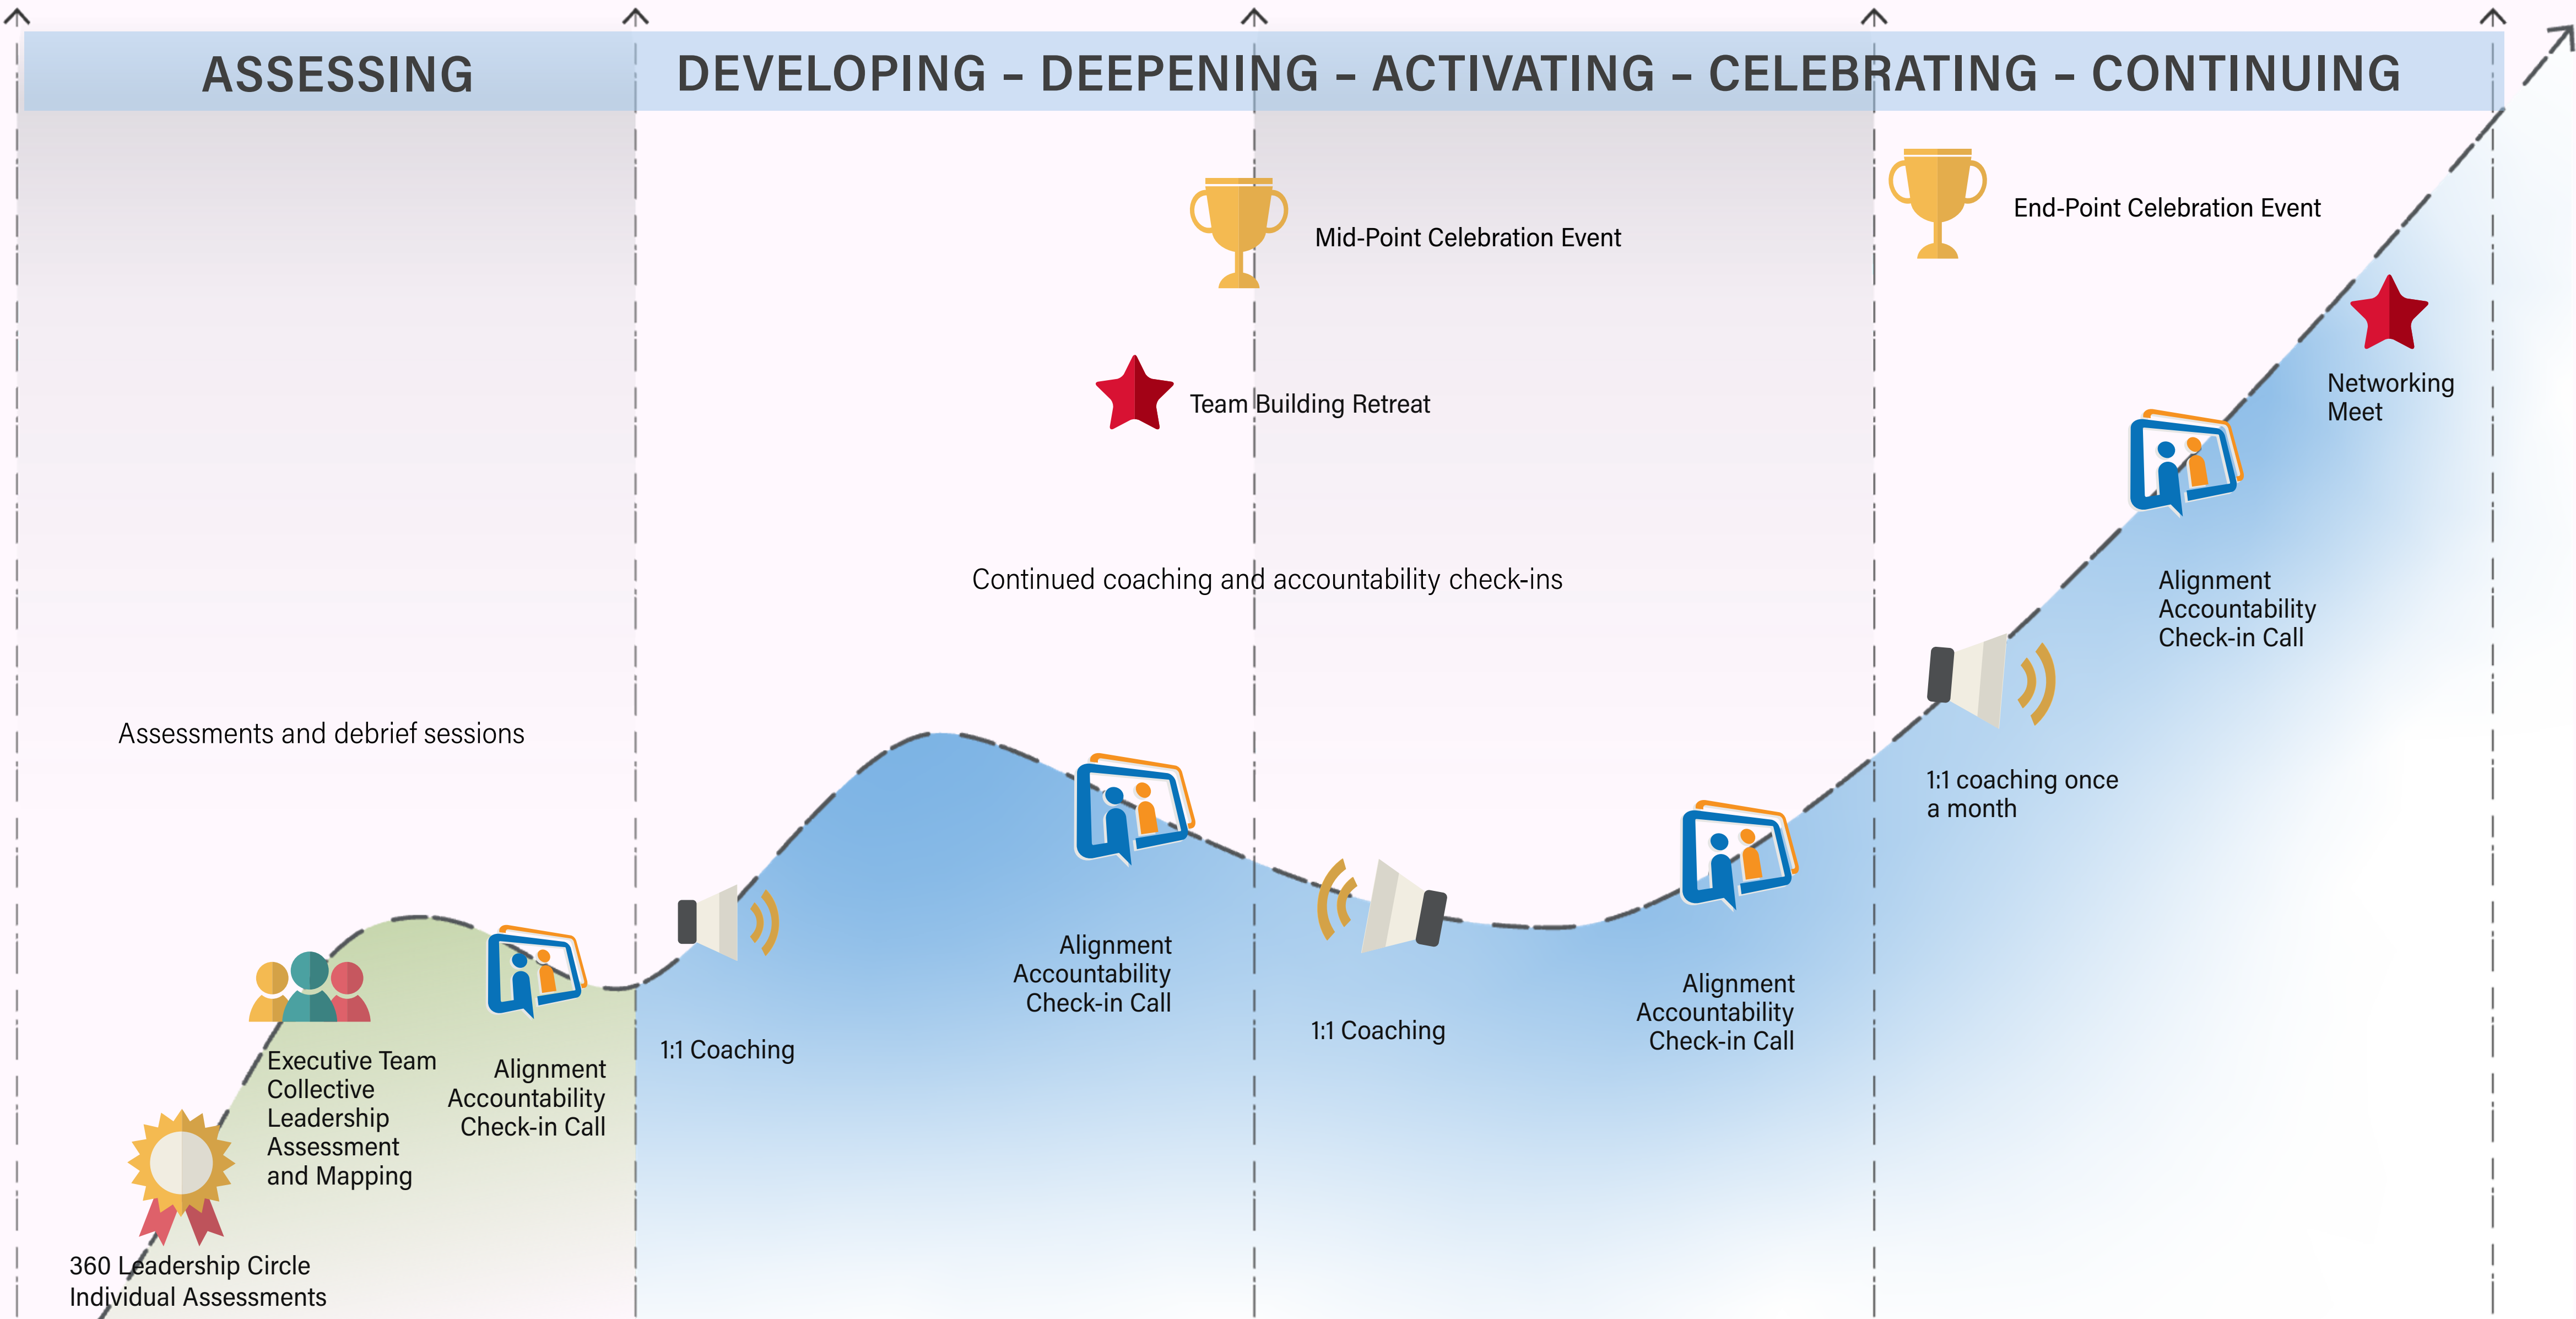 ASSESSING
DEVELOPING – DEEPENING – ACTIVATING – CELEBRATING – CONTINUING
End-Point Celebration Event
Mid-Point Celebration Event
Team Building Retreat
Networking
Meet
Continued coaching and accountability check-ins
Alignment
Accountability
Check-in Call
Assessments and debrief sessions
1:1 coaching once
a month
Alignment
Accountability
Check-in Call
Alignment
Accountability
Check-in Call
1:1 Coaching
1:1 Coaching
Executive Team
Collective
Leadership
Assessment
and Mapping
Alignment
Accountability
Check-in Call
360 Leadership Circle
Individual Assessments